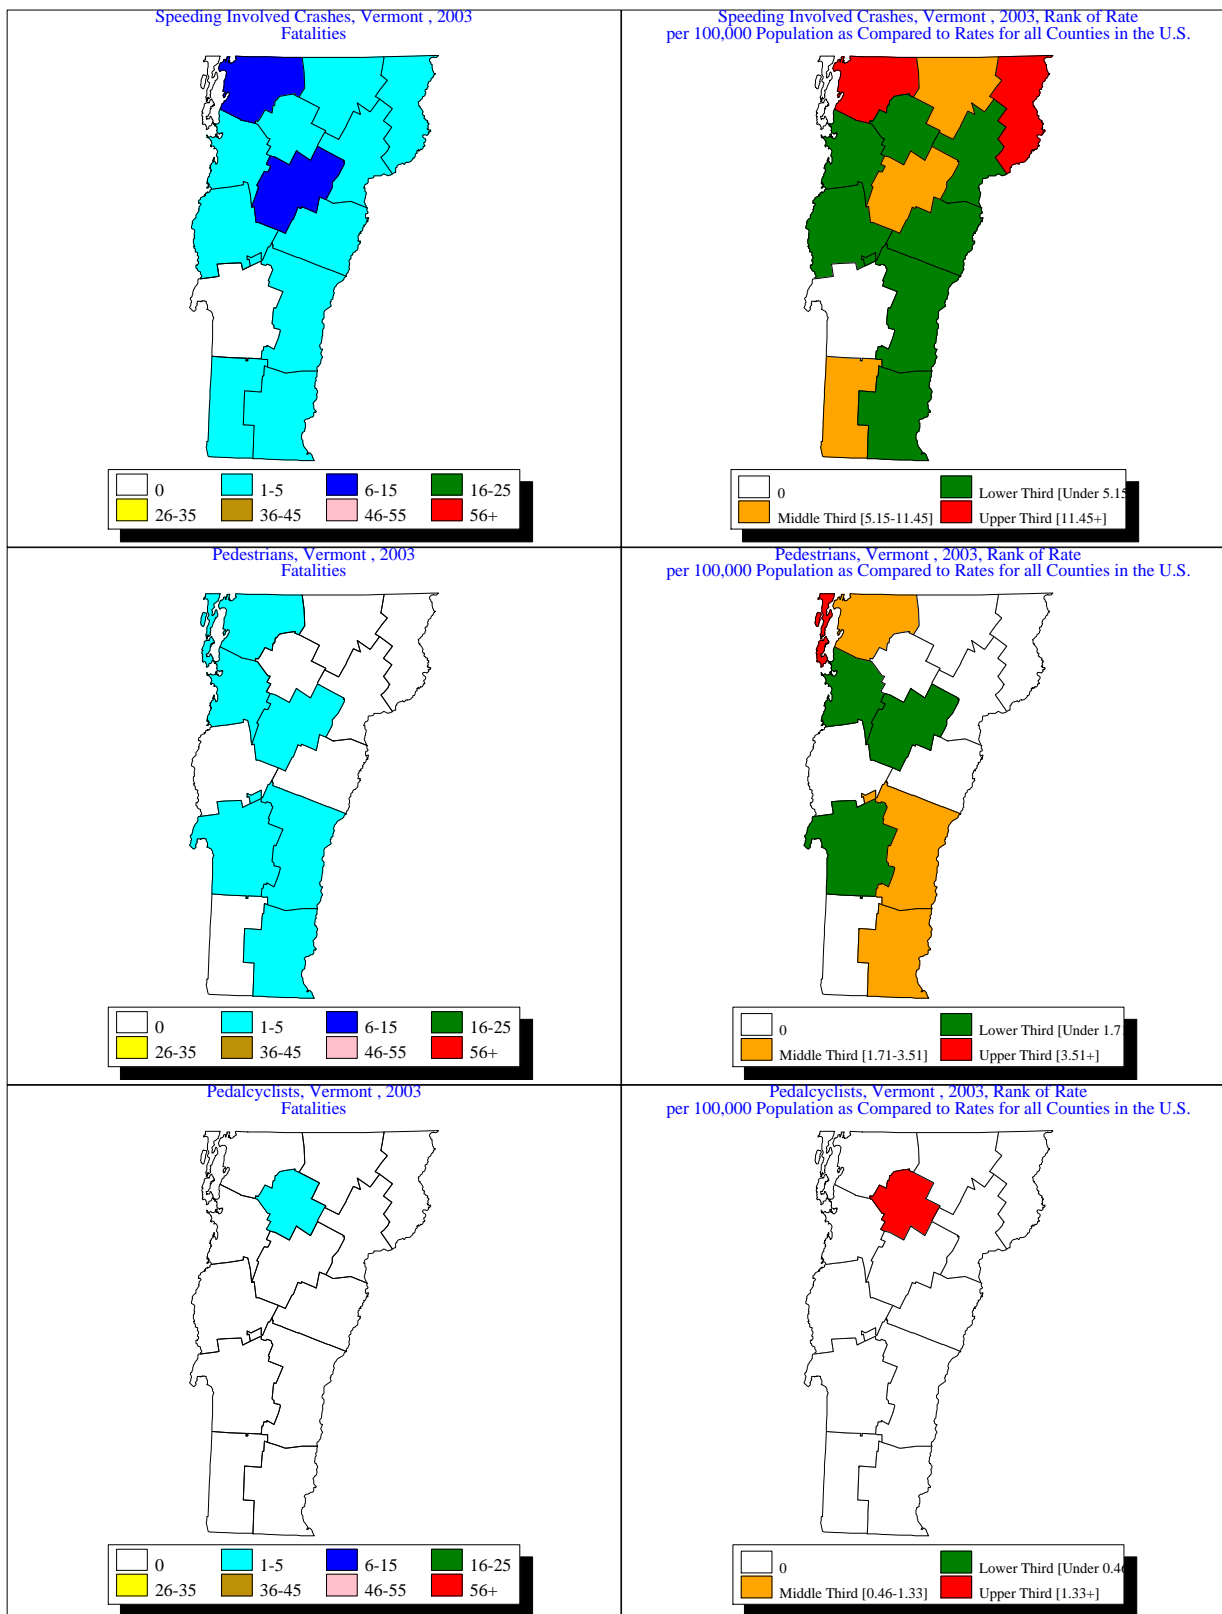 Speeding Involved Crashes, Vermont , 2003
Fatalities
0
1-5
6-15
16-25
26-35
36-45
46-55
56+
Speeding Involved Crashes, Vermont , 2003, Rank of Rate
per 100,000 Population as Compared to Rates for all Counties in the U.S.
0
Lower Third [Under 5.15
Middle Third [5.15-11.45]
Upper Third [11.45+]
Pedestrians, Vermont , 2003
Fatalities
0
1-5
6-15
16-25
26-35
36-45
46-55
56+
Pedestrians, Vermont , 2003, Rank of Rate
per 100,000 Population as Compared to Rates for all Counties in the U.S.
0
Lower Third [Under 1.7
Middle Third [1.71-3.51]
Upper Third [3.51+]
Pedalcyclists, Vermont , 2003
Fatalities
0
1-5
6-15
16-25
26-35
36-45
46-55
56+
Pedalcyclists, Vermont , 2003, Rank of Rate
per 100,000 Population as Compared to Rates for all Counties in the U.S.
0
Lower Third [Under 0.46
Middle Third [0.46-1.33]
Upper Third [1.33+]